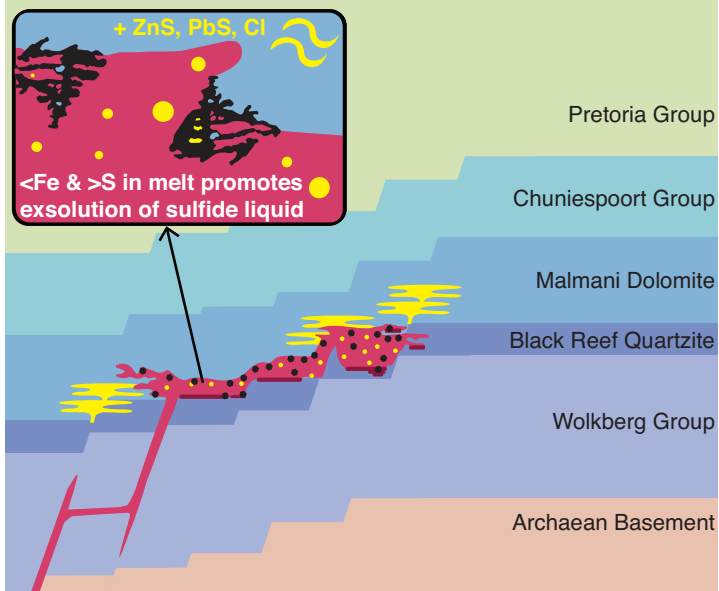 + ZnS, PbS, Cl
<Fe & >S in melt promotes
exsolution of sulfide liquid
Pretoria Group
Chuniespoort Group
Malmani Dolomite
Black Reef Quartzite
Wolkberg Group
Archaean Basement